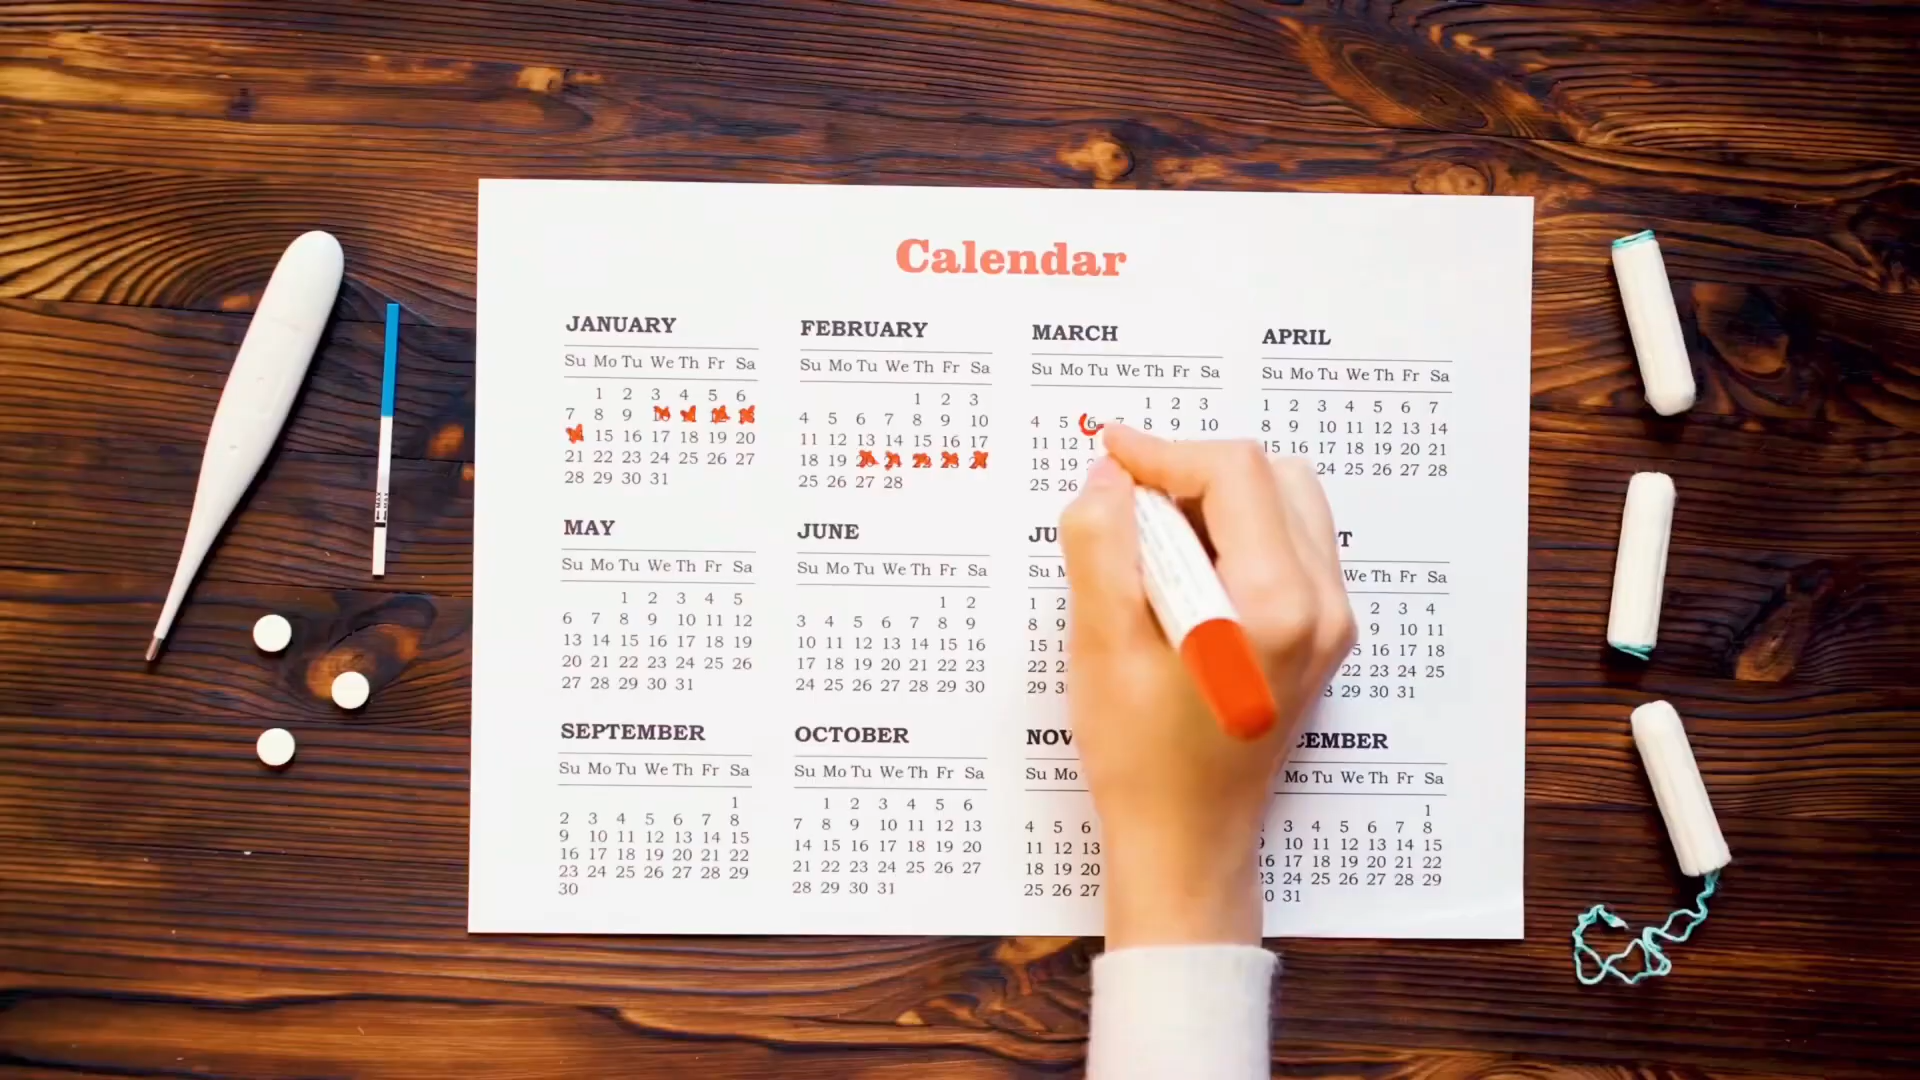 Calendar
JANUARY
Su Mo Tu We Th Fr Sa
1 2 3 4 5 6
7 8 9
15 16 17 18 19 20
21 22 23 24 25 26 27
28 29 30 31
FEBRUARY
Su Mo Tu We Th Fr Sa
1 2 3
4 5 6 7 8 9 10
11 12 13 14 15 16 17
18 19
25 26 27 28
MARCH
Su Mo Tu We Th Fr Sa
1 2 3
4 5 6 7 8 9 10
11 12
18 19
25 26
APRIL
Su Mo Tu We Th Fr Sa
1 2 3 4 5 6 7
8 9 10 11 12 13 14
15 16 17 18 19 20 21
24 25 26 27 28
MAY
Su Mo Tu We Th Fr Sa
1 2 3 4 5
6 7 8 9 10 11 12
13 14 15 16 17 18 19
20 21 22 23 24 25 26
27 28 29 30 31
JUNE
Su Mo Tu We Th Fr Sa
1 2
3 4 5 6 7 8 9
10 11 12 13 14 15 16
17 18 19 20 21 22 23
24 25 26 27 28 29 30
JU
Su
1 2
8 9
15
22
29
T
We Th Fr Sa
2 3 4
9 10 11
16 17 18
22 23 24 25
29 30 31
SEPTEMBER
Su Mo Tu We Th Fr Sa
1
2 3 4 5 6 7 8
9 10 11 12 13 14 15
16 17 18 19 20 21 22
23 24 25 26 27 28 29
30
OCTOBER
Su Mo Tu We Th Fr Sa
1 2 3 4 5 6
7 8 9 10 11 12 13
14 15 16 17 18 19 20
21 22 23 24 25 26 27
28 29 30 31
NOV
Su Mo
4 5 6
11 12 13
18 19 20
25 26 27
CEMBER
Mo Tu We Th Fr Sa
1
3 4 5 6 7 8
9 10 11 12 13 14 15
16 17 18 19 20 21 22
23 24 25 26 27 28 29
31
MAX